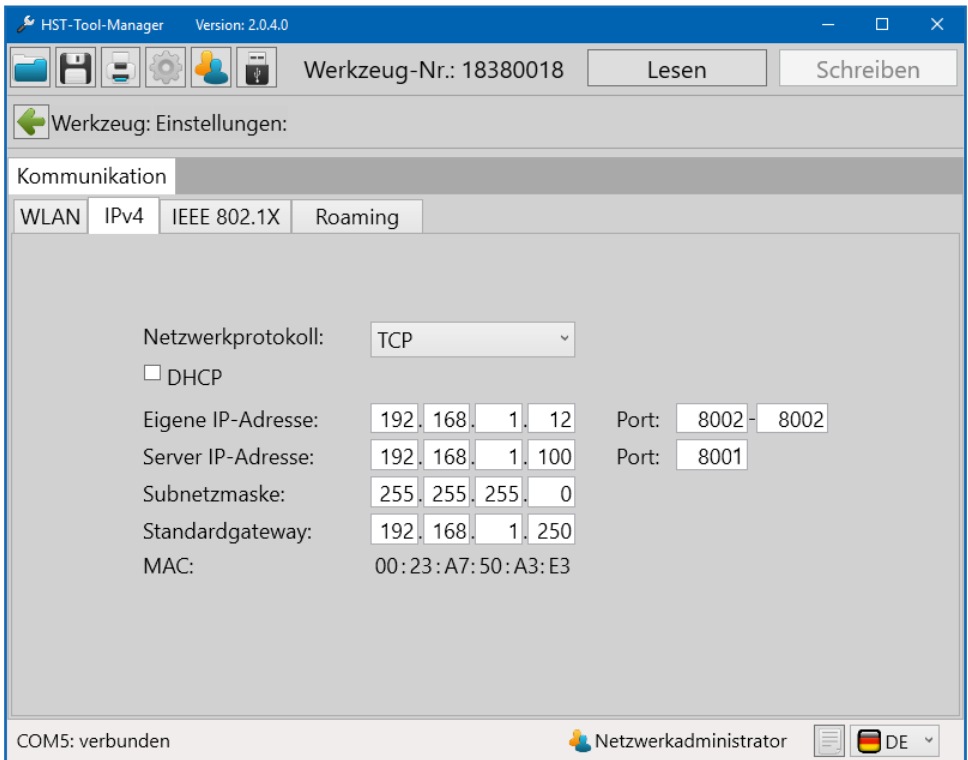 HST-Tool-Manager Version: 2.0.4.0
Werkzeug-Nr.: 18380018 Lesen Schreiben
Werkzeug: Einstellungen:
Kommunikation
WLAN IPv4 IEEE 802.1X Roaming
Netzwerkprotokoll: TCP
DHCP
Eigene IP-Adresse: 192. 168. 1. 12 Port: 8002 - 8002
Server IP-Adresse: 192. 168. 1. 100 Port: 8001
Subnetzmaske: 255. 255. 255. 0
Standardgateway: 192. 168. 1. 250
MAC: 00:23:A7:50:A3:E3
COM5: verbunden Netzwerkadministrator DE